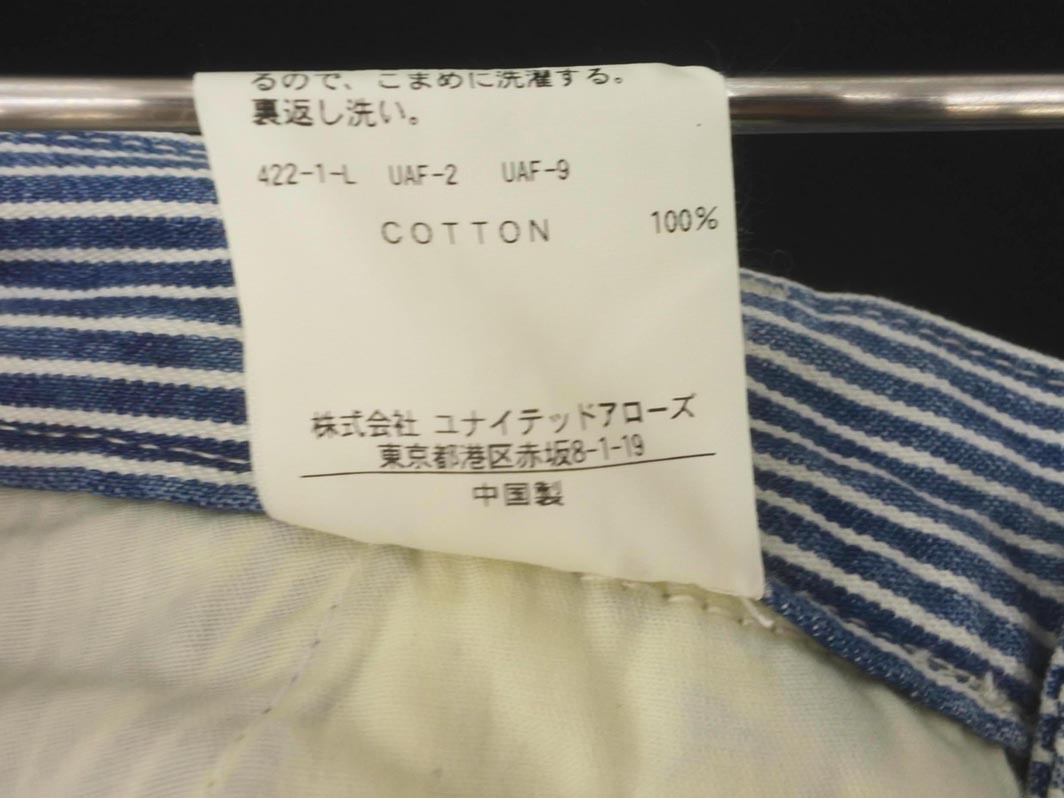 るので、こまめに洗濯する。
裏返し洗い。
422-1-L UAF-2 UAF-9
COTTON 100%
株式会社 ユナイテッドアローズ
東京都港区赤坂8-1-19
中国製